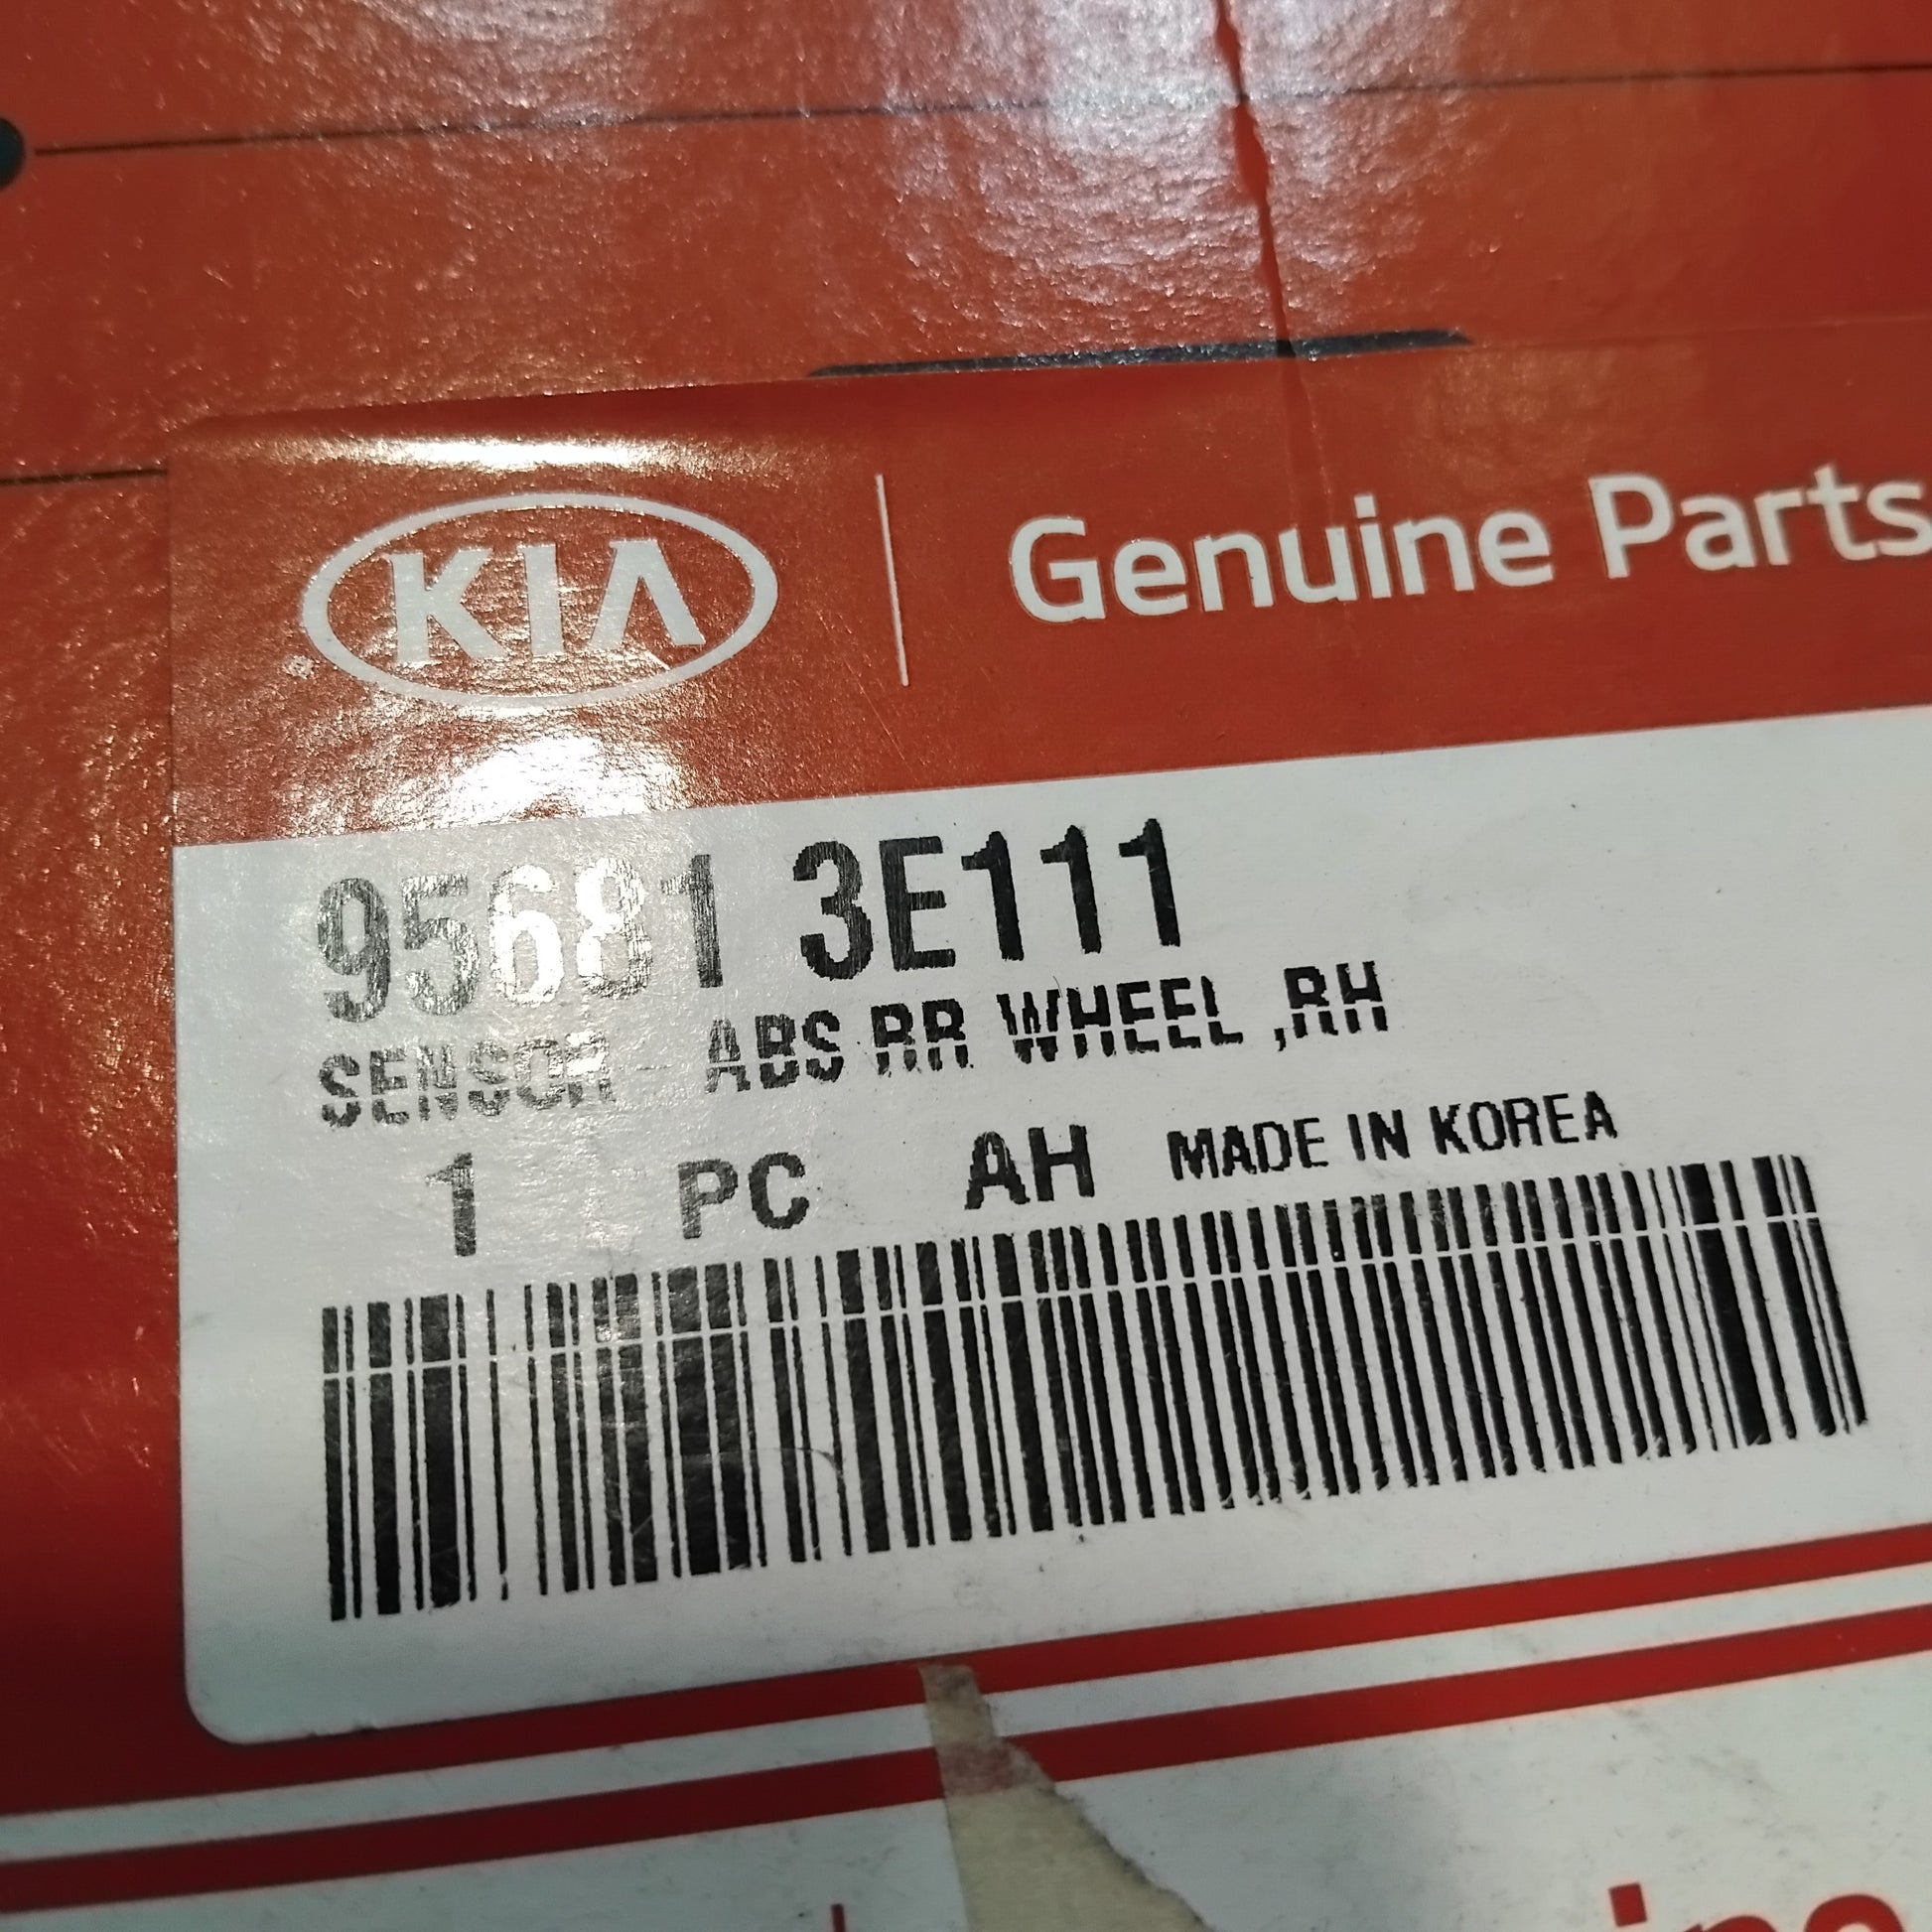 KIA
Genuine Parts
95681 3E111
SENSOR - ABS RR WHEEL ,RH
1 PC AH MADE IN KOREA